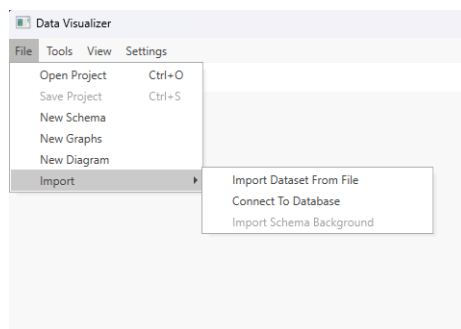 Data Visualizer
File Tools View Settings
Open Project Ctrl+O
Save Project Ctrl+S
New Schema
New Graphs
New Diagram
Import
Import Dataset From File
Connect To Database
Import Schema Background